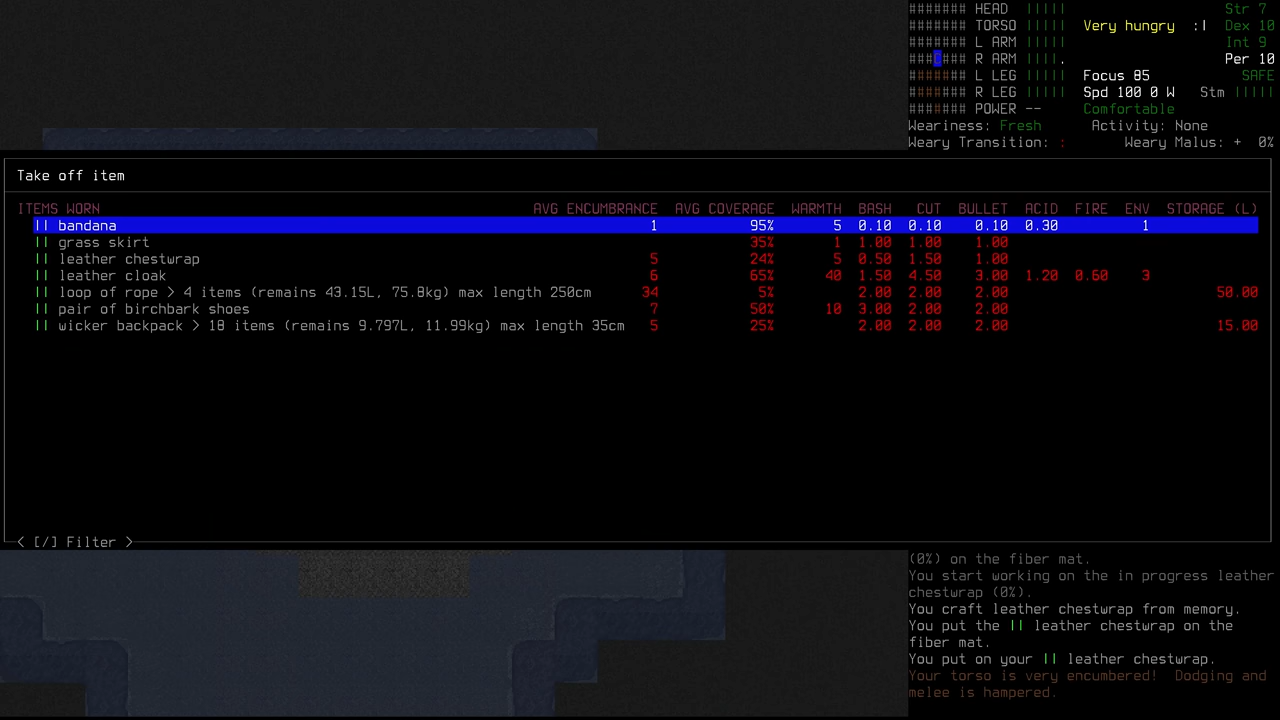 ####### HEAD ||||| Str 7
####### TORSO ||||| Very hungry :| Dex 10
####### L ARM ||||| Int 9
####### R ARM ||||. Per 10
####### L LEG ||||| Focus 85 SAFE
####### R LEG ||||| Spd 100 0 W Stm |||||
####### POWER -- Comfortable
Weariness: Fresh Activity: None
Weary Transition: : Weary Malus: + 0%
Take off item
ITEMS WORN AVG ENCUMBRANCE AVG COVERAGE WARMTH BASH CUT BULLET ACID FIRE ENV STORAGE (L)
|| bandana 1 95% 5 0.10 0.10 0.10 0.30 1
|| grass skirt 35% 1 1.00 1.00 1.00
|| leather chestwrap 5 24% 5 0.50 1.50 1.00
|| leather cloak 6 65% 40 1.50 4.50 3.00 1.20 0.60 3
|| loop of rope > 4 items (remains 43.15L, 75.8kg) max length 250cm 34 5% 2.00 2.00 2.00 50.00
|| pair of birchbark shoes 7 50% 10 3.00 2.00 2.00
|| wicker backpack > 18 items (remains 9.797L, 11.99kg) max length 35cm 5 25% 2.00 2.00 2.00 15.00
< [/] Filter >
(0%) on the fiber mat.
You start working on the in progress leather
chestwrap (0%).
You craft leather chestwrap from memory.
You put the || leather chestwrap on the
fiber mat.
You put on your || leather chestwrap.
Your torso is very encumbered! Dodging and
melee is hampered.